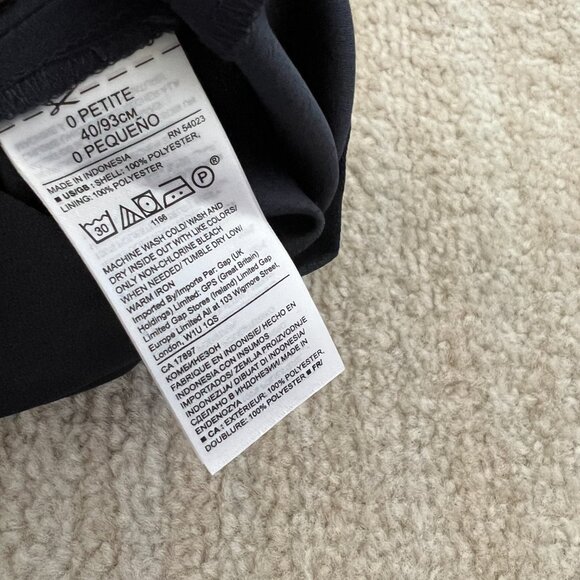 0 PETITE
40/93CM
0 PEQUEÑO
MADE IN INDONESIA RN 54023
■ US/GB : SHELL: 100% POLYESTER,
LINING: 100% POLYESTER
30 P
1166
MACHINE WASH COLD/ WASH AND
DRY INSIDE OUT WITH LIKE COLORS/
ONLY NON-CHLORINE BLEACH
WHEN NEEDED/ TUMBLE DRY LOW/
WARM IRON
Imported By/Importe Par: Gap (UK
Holdings) Limited: GPS (Great Britain)
Limited Gap Stores (Ireland) Limited Gap
Europe Limited All at 103 Wigmore Street,
London, W1U 1QS
CA 17897
КОМБИНЕЗОН
FABRIQUE EN INDONISIE/ HECHO EN
INDONESIA CON INSUMOS
IMPORTADOS/ ZEMLJA PROIZVODNJE
INDONEZIJA/ DIBUAT DI INDONESIA/
СДЕЛАНО В ИНДОНЕЗИИ/ MADE IN
ENDENOZYA
■ CA : EXTÉRIEUR: 100% POLYESTER,
DOUBLURE: 100% POLYESTER ■ FR/